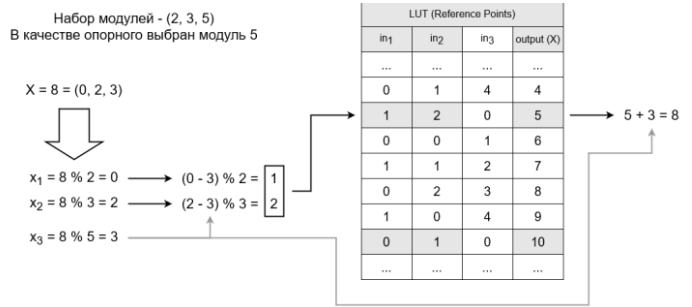 Набор модулей - (2, 3, 5)
В качестве опорного выбран модуль 5
X = 8 = (0, 2, 3)
x₁ = 8 % 2 = 0
(0 - 3) % 2 = 1
x₂ = 8 % 3 = 2
(2 - 3) % 3 = 2
x₃ = 8 % 5 = 3
LUT (Reference Points)
in₁ in₂ in₃ output (X)
... ... ... ...
0 1 4 4
1 2 0 5
0 0 1 6
1 1 2 7
0 2 3 8
1 0 4 9
0 1 0 10
... ... ... ...
5 + 3 = 8